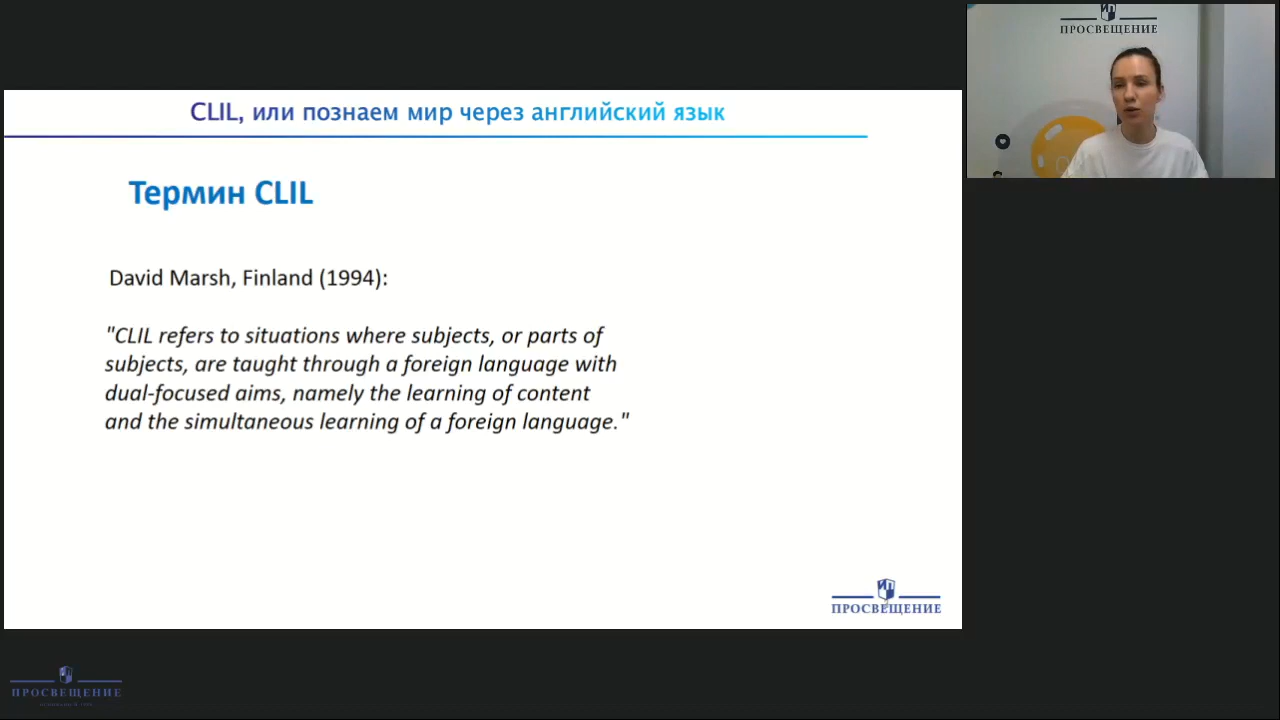 ПРОСВЕЩЕНИЕ
CLIL, или познаем мир через английский язык
Термин CLIL
David Marsh, Finland (1994):
"CLIL refers to situations where subjects, or parts of
subjects, are taught through a foreign language with
dual-focused aims, namely the learning of content
and the simultaneous learning of a foreign language."
ПРОСВЕЩЕНИЕ
ПРОСВЕЩЕНИЕ